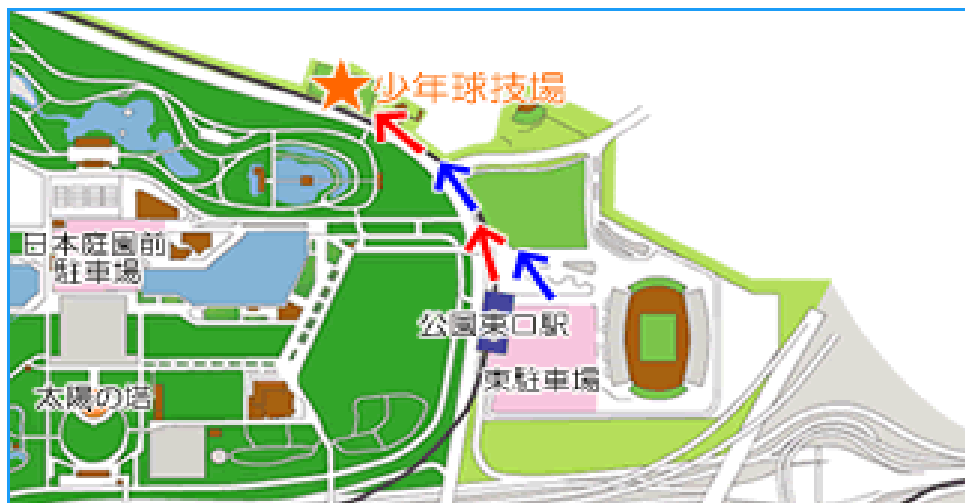 少年球技場
日本庭園前
駐車場
公園東口駅
東駐車場
太陽の塔